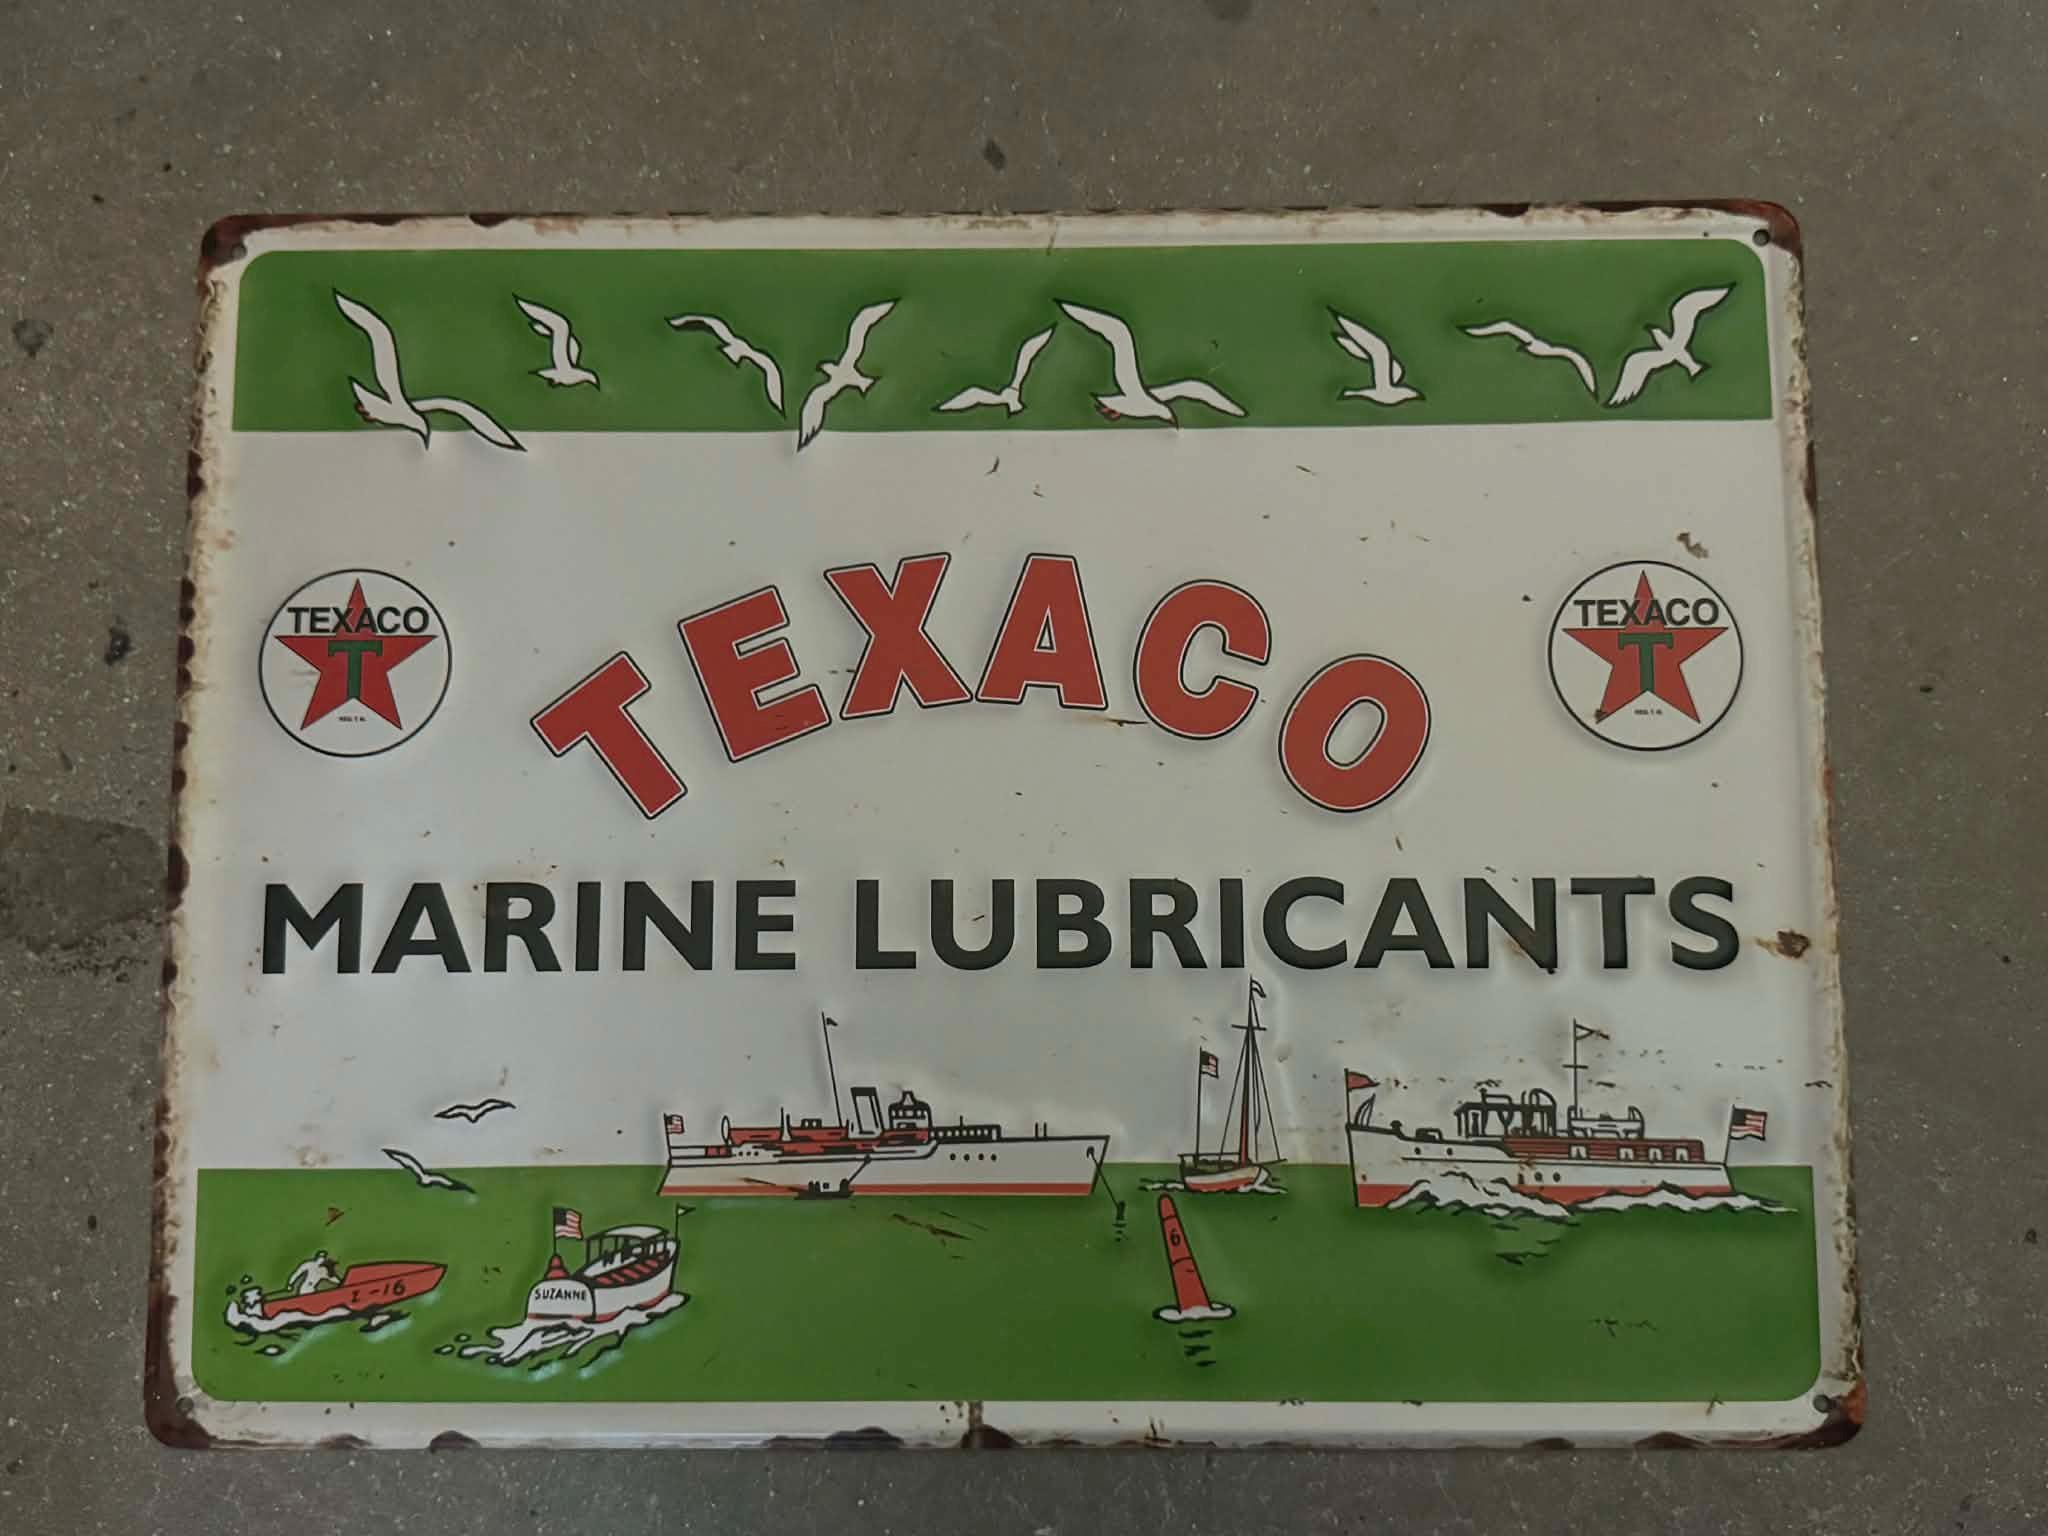 TEXACO
T
TEXACO
TEXACO
T
MARINE LUBRICANTS
6
SUZANNE